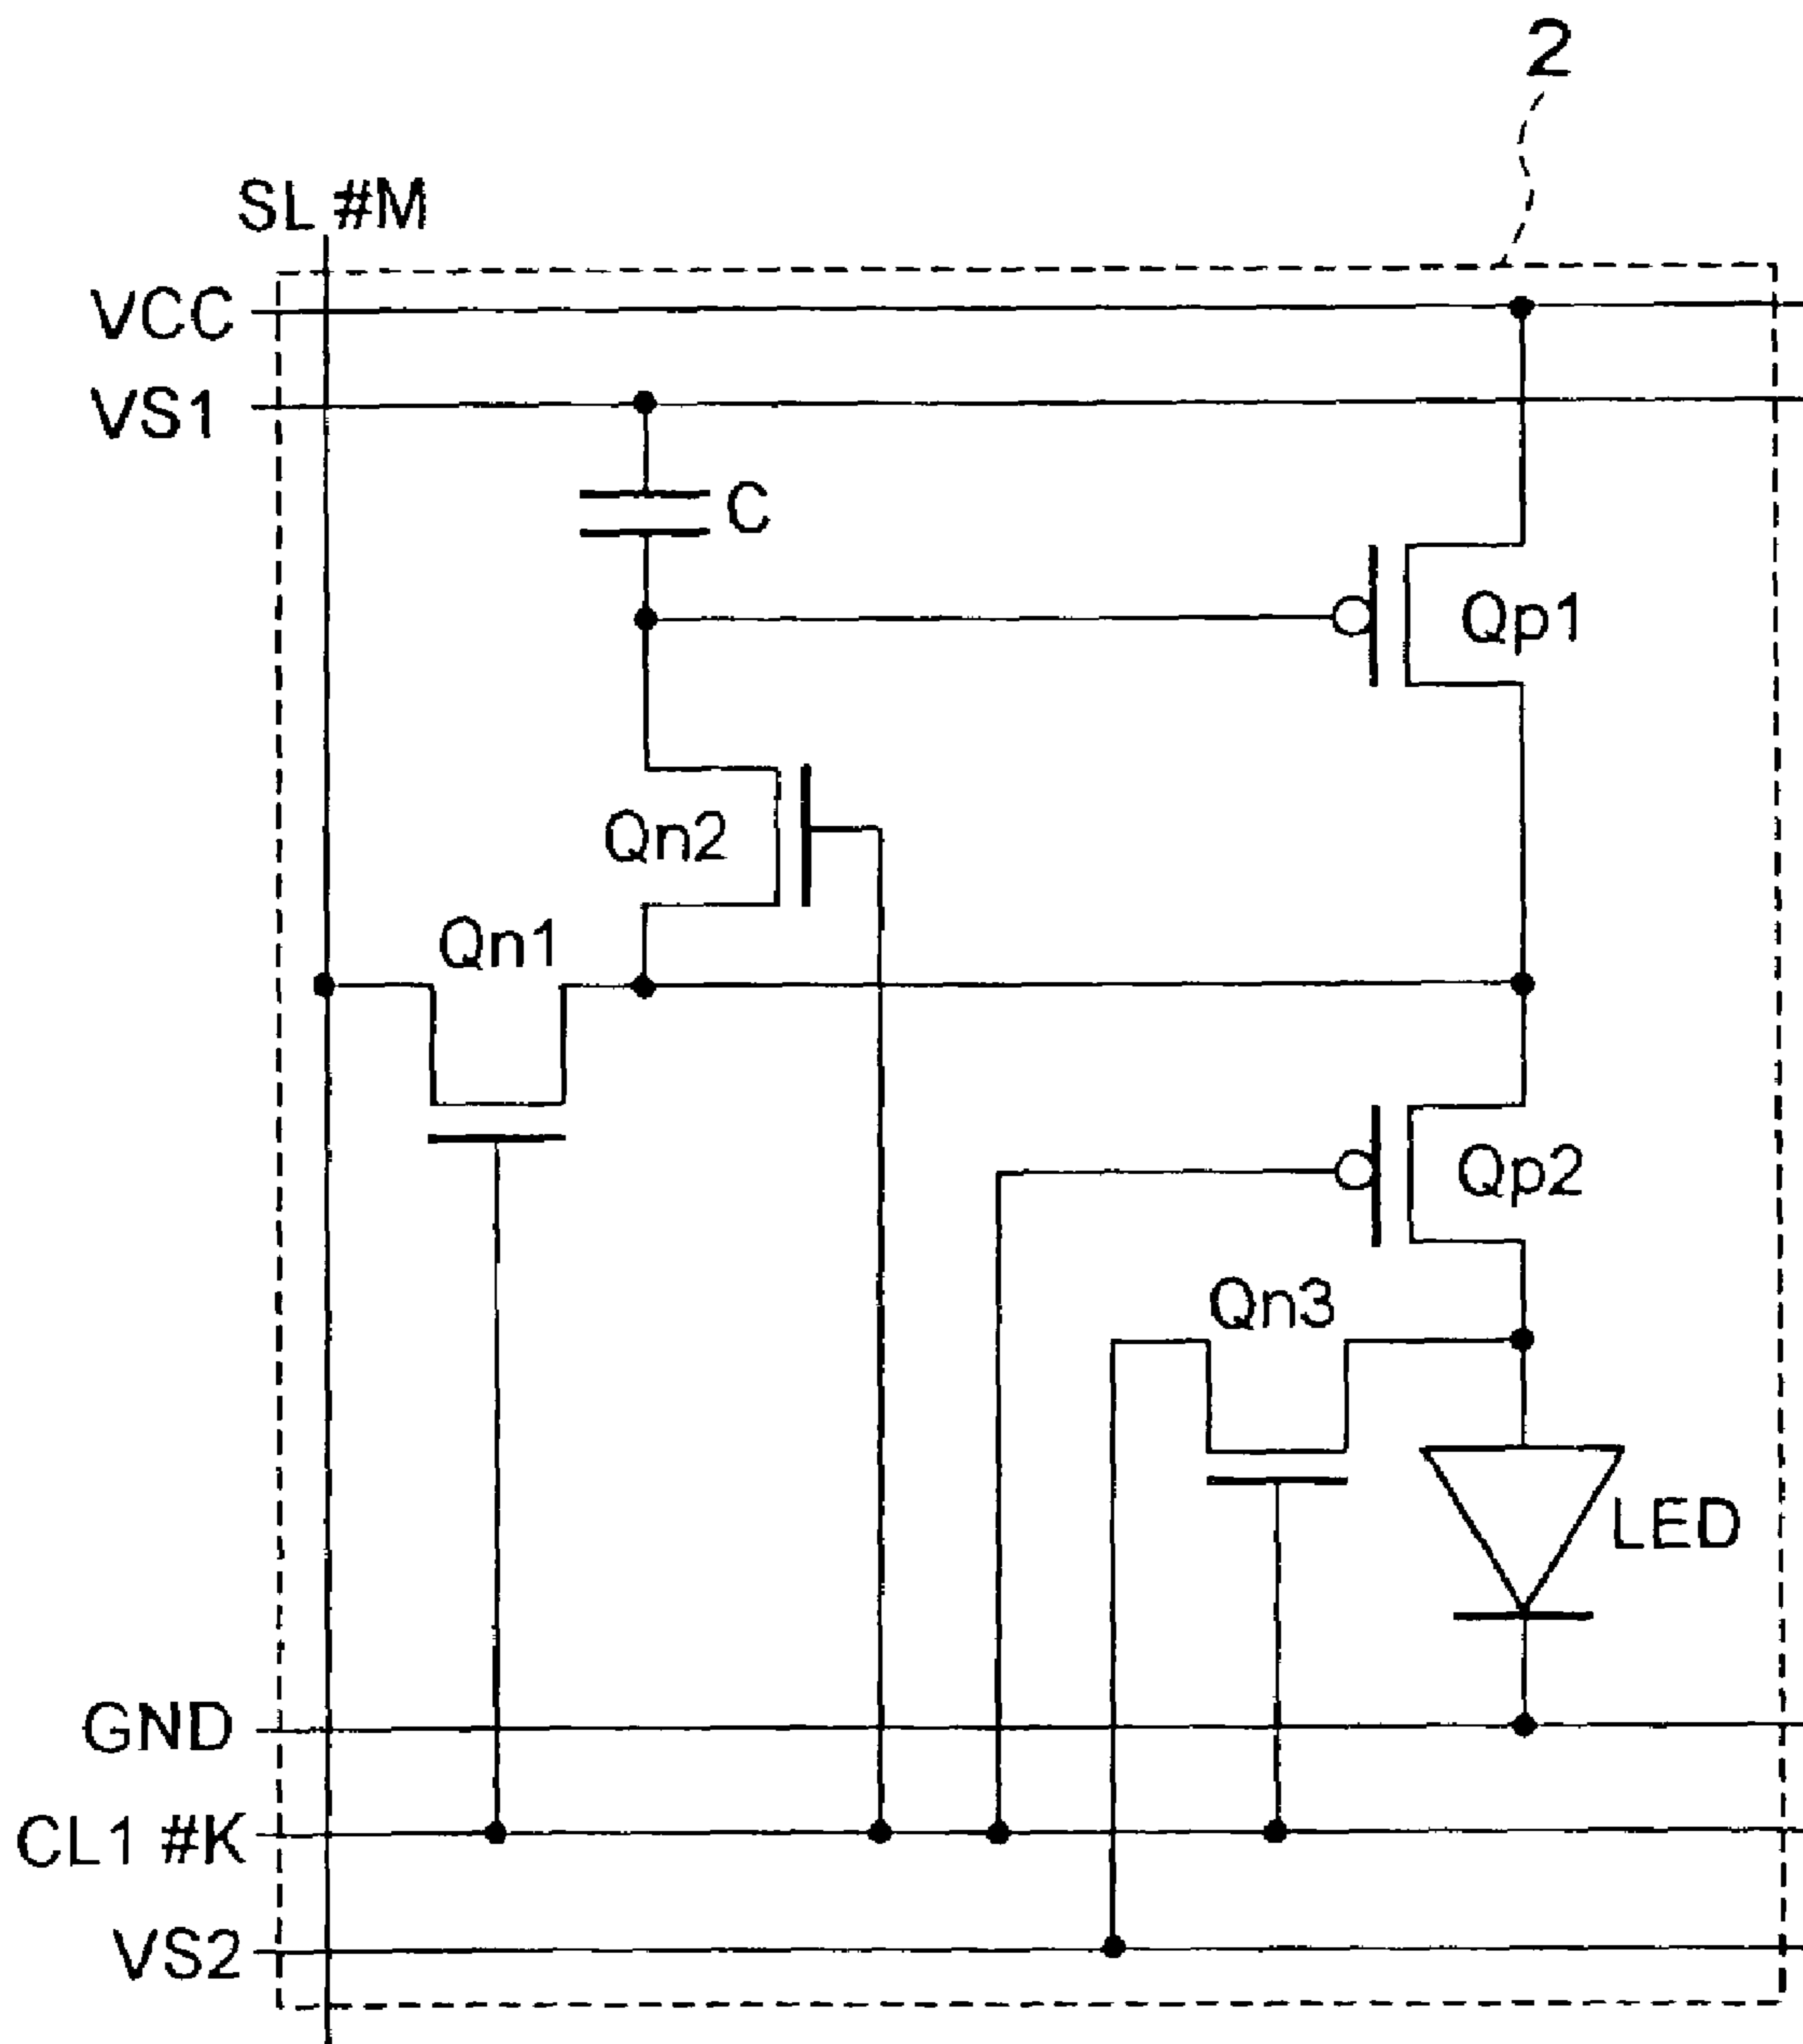 2
SL #M
VCC
VS1
C
Qp1
Qn2
Qn1
Qp2
Qn3
LED
GND
CL1 #K
VS2